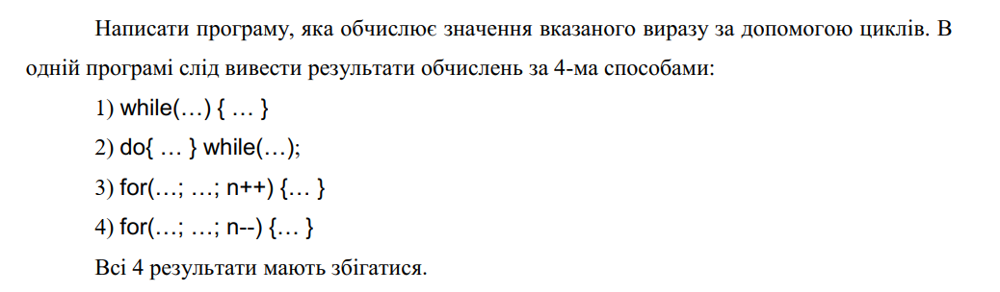 Написати програму, яка обчислює значення вказаного виразу за допомогою циклів. В
одній програмі слід вивести результати обчислень за 4-ма способами:
1) while(…) { … }
2) do{ … } while(…);
3) for(…; …; n++) {… }
4) for(…; …; n--) {… }
Всі 4 результати мають збігатися.